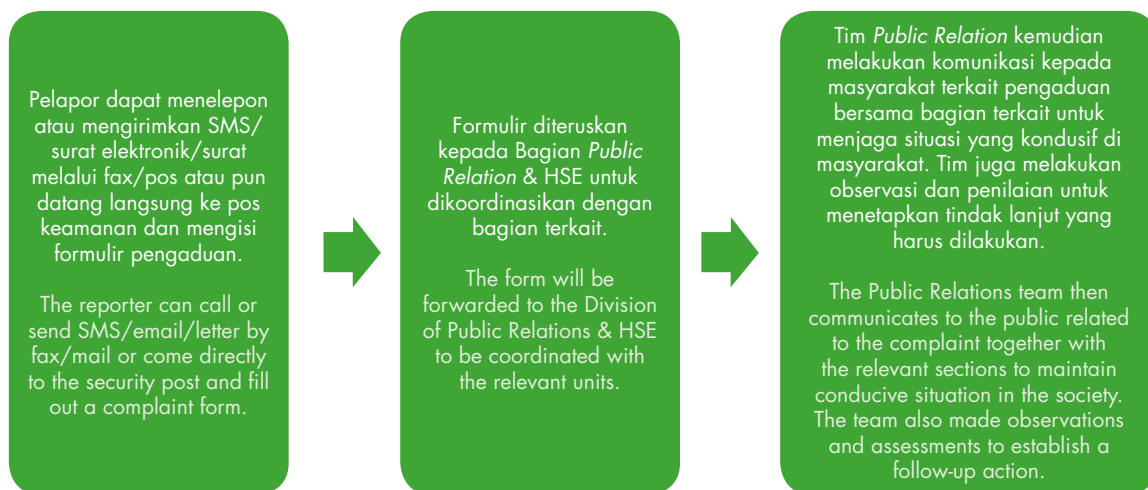 Pelapor dapat menelepon
atau mengirimkan SMS/
surat elektronik/surat
melalui fax/pos atau pun
datang langsung ke pos
keamanan dan mengisi
formulir pengaduan.
The reporter can call or
send SMS/email/letter by
fax/mail or come directly
to the security post and fill
out a complaint form.
Formulir diteruskan
kepada Bagian Public
Relation & HSE untuk
dikoordinasikan dengan
bagian terkait.
The form will be
forwarded to the Division
of Public Relations & HSE
to be coordinated with
the relevant units.
Tim Public Relation kemudian
melakukan komunikasi kepada
masyarakat terkait pengaduan
bersama bagian terkait untuk
menjaga situasi yang kondusif di
masyarakat. Tim juga melakukan
observasi dan penilaian untuk
menetapkan tindak lanjut yang
harus dilakukan.
The Public Relations team then
communicates to the public related
to the complaint together with
the relevant sections to maintain
conducive situation in the society.
The team also made observations
and assessments to establish a
follow-up action.